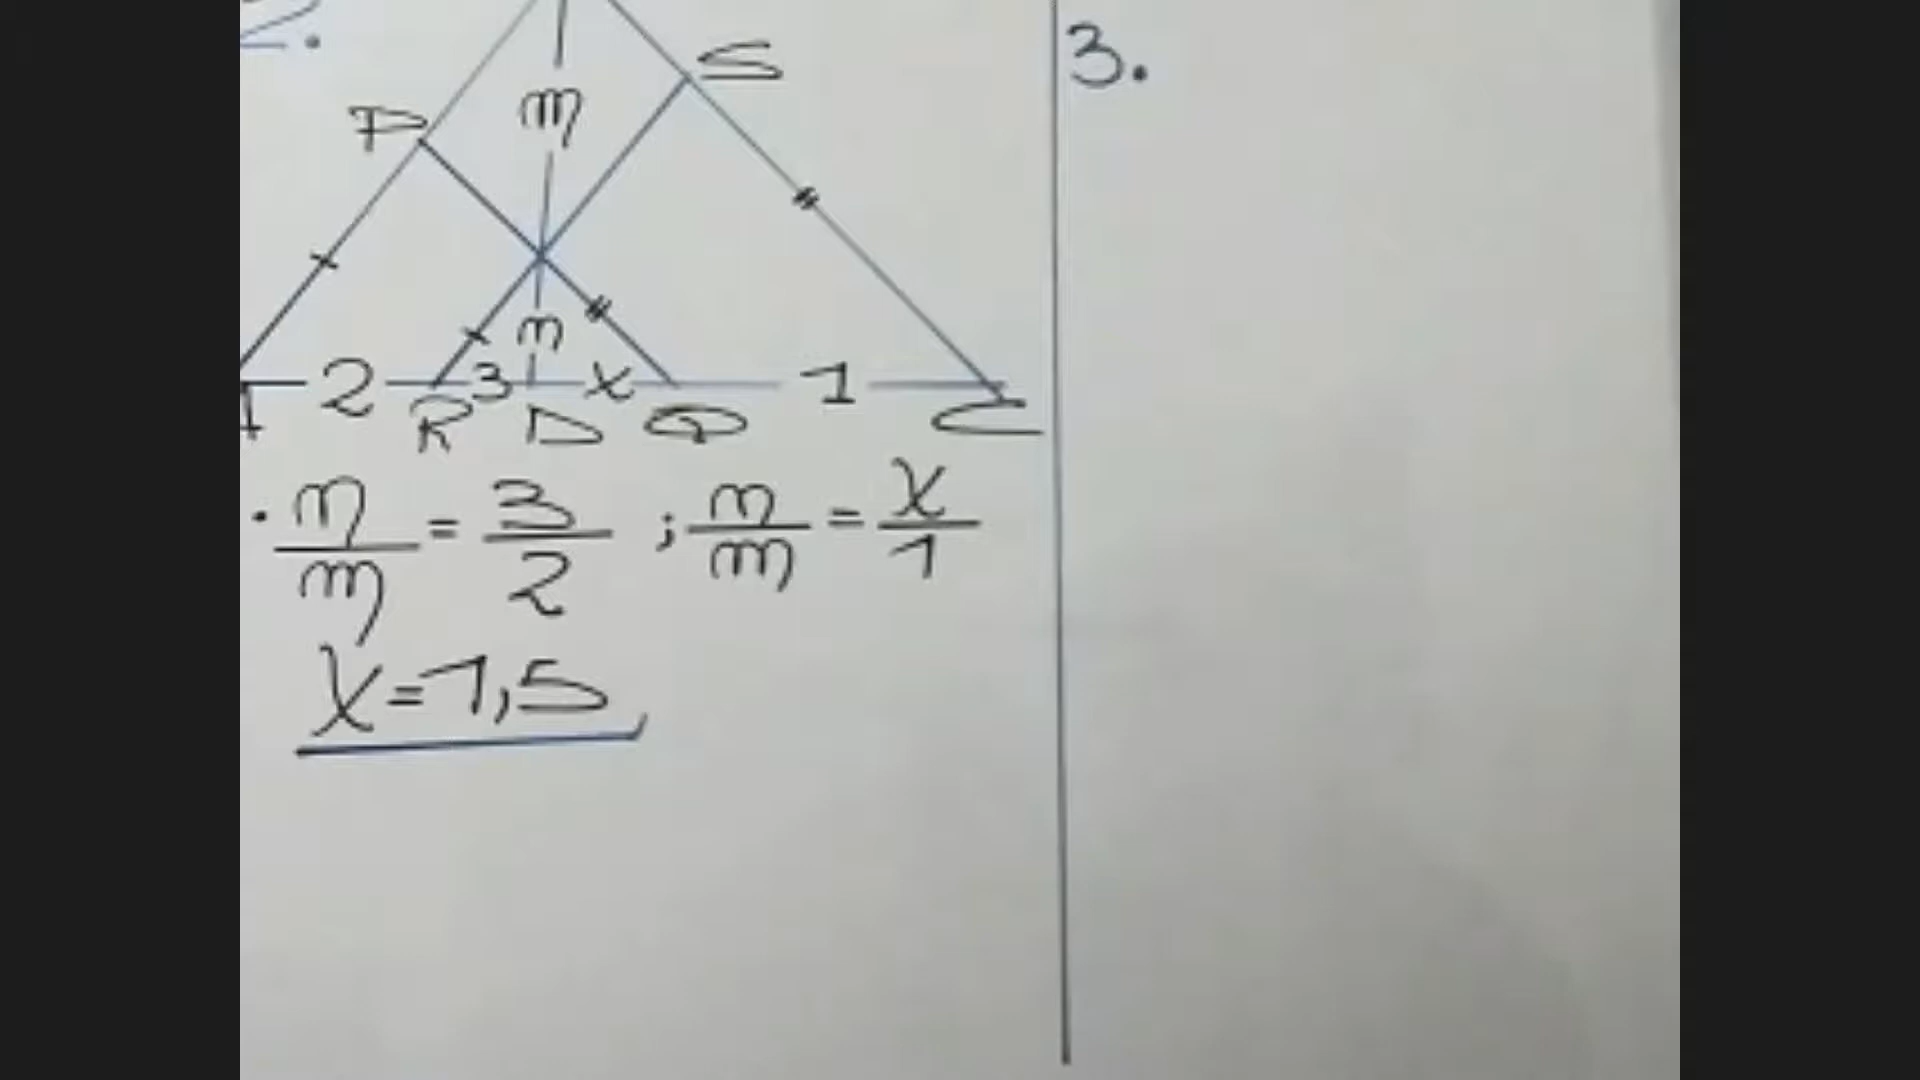 2. 3.
S
P m
m
2 3 x 1
R D Q C
· n/m = 3/2 ; n/m = x/1
x=1,5